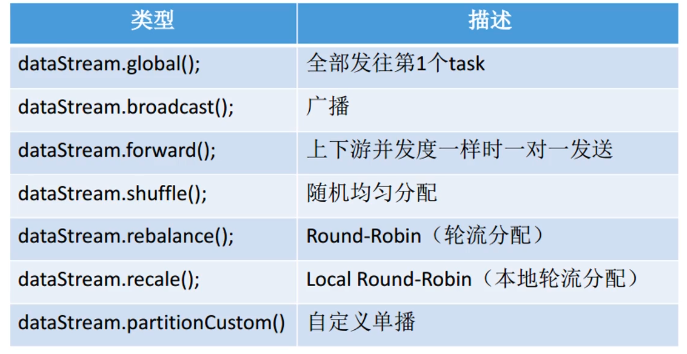 类型 描述
dataStream.global(); 全部发往第1个task
dataStream.broadcast(); 广播
dataStream.forward(); 上下游并发度一样时一对一发送
dataStream.shuffle(); 随机均匀分配
dataStream.rebalance(); Round-Robin（轮流分配）
dataStream.recale(); Local Round-Robin（本地轮流分配）
dataStream.partitionCustom() 自定义单播